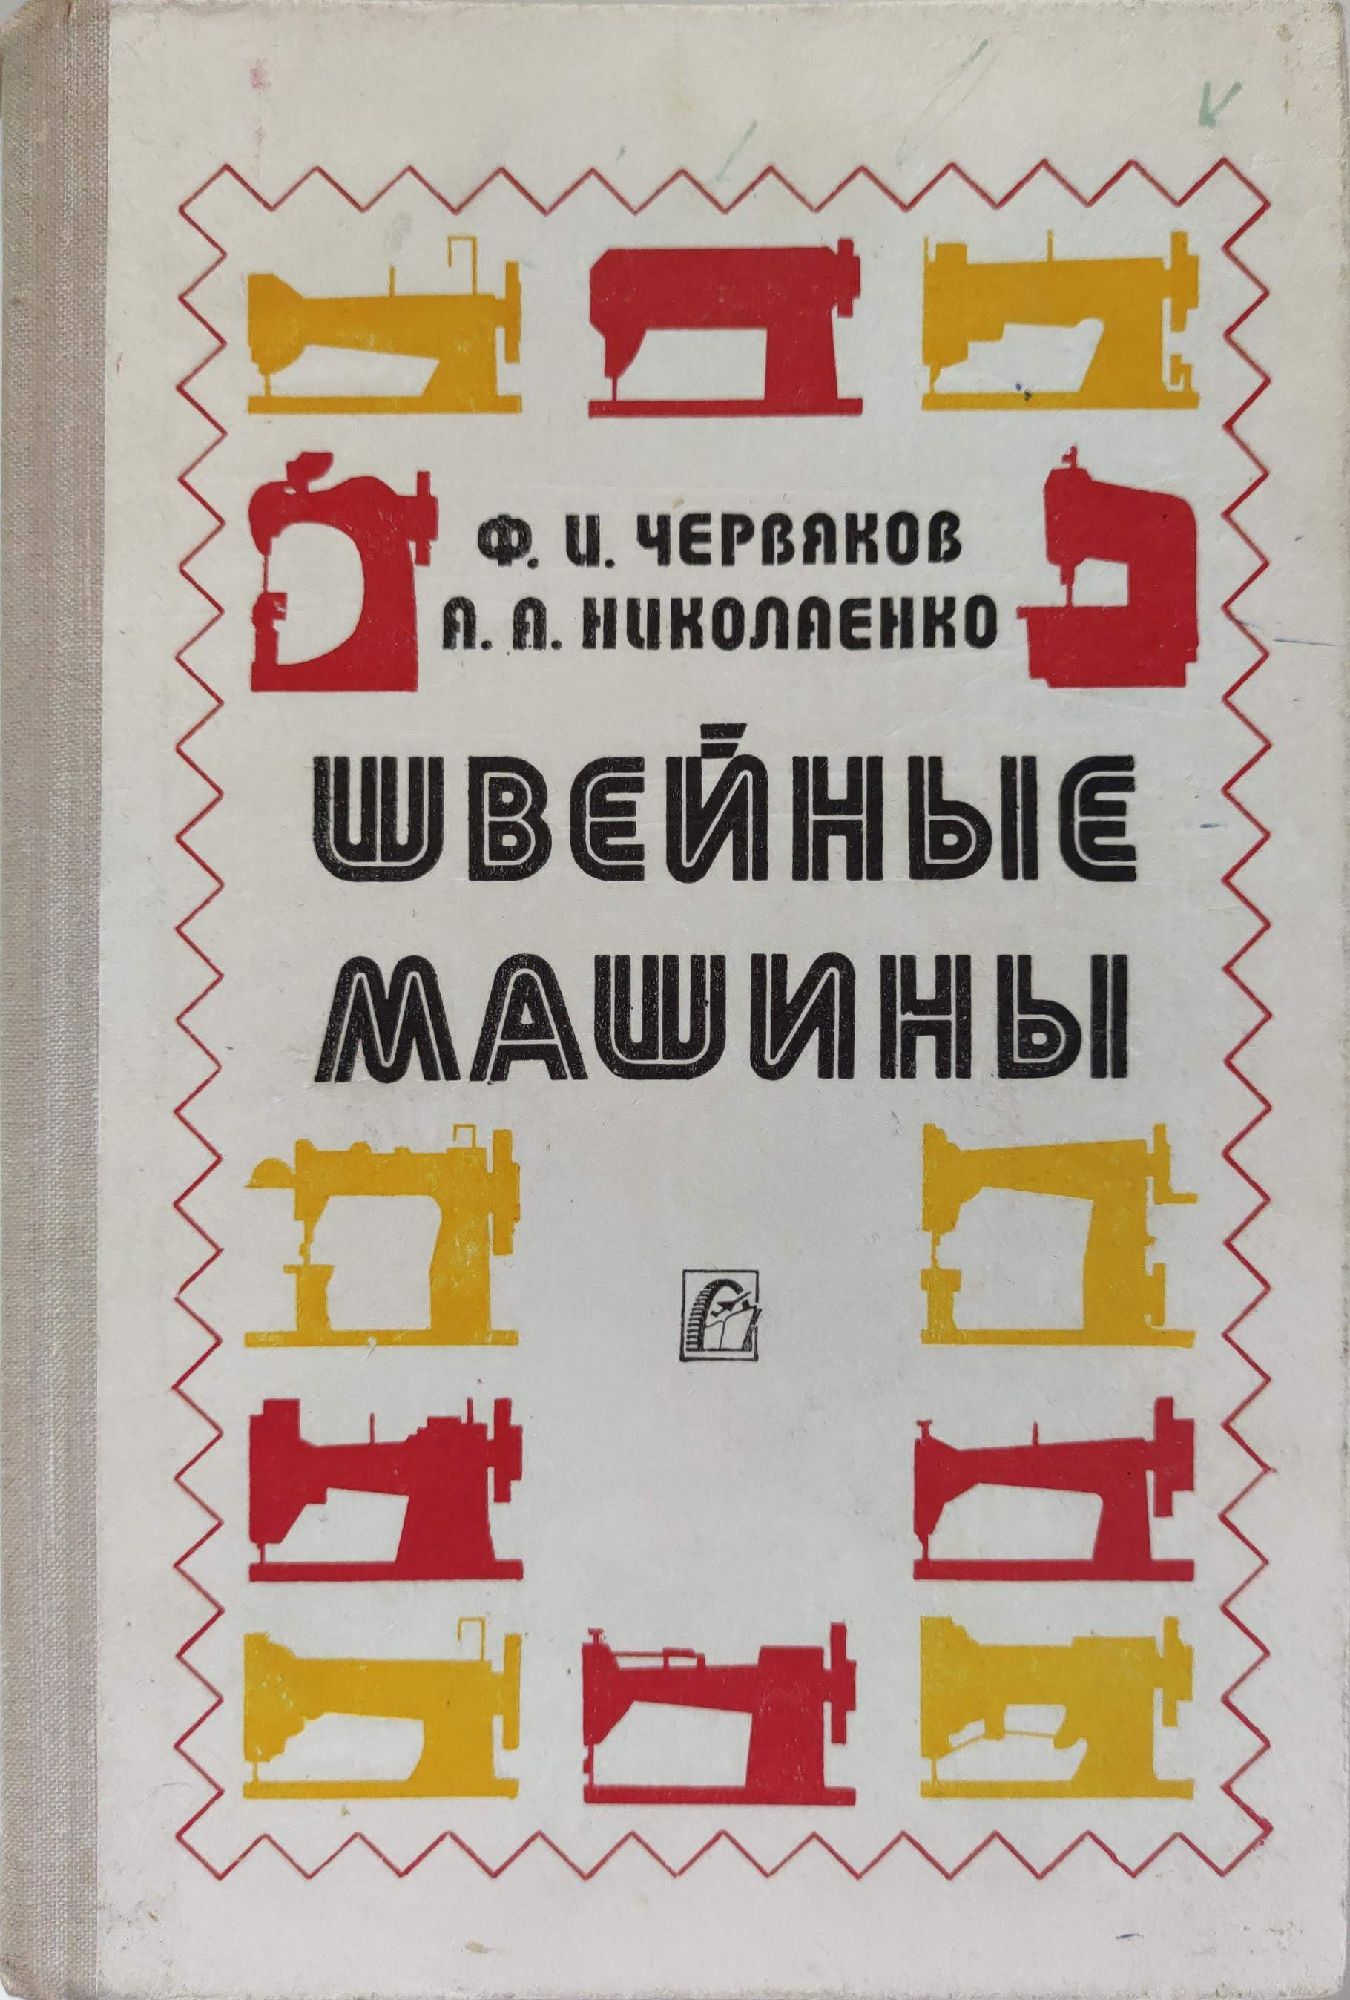 Ф. И. ЧЕРВЯКОВ
А. А. НИКОЛАЕНКО
ШВЕЙНЫЕ
МАШИНЫ